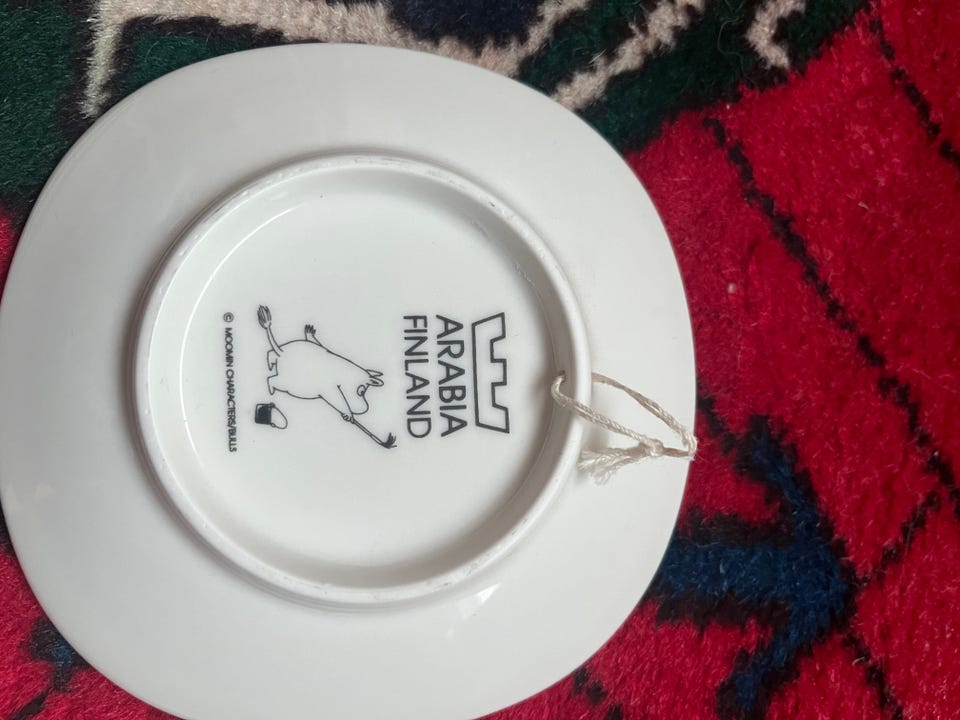 ARABIA
FINLAND
© MOOMIN CHARACTERS/BULLS